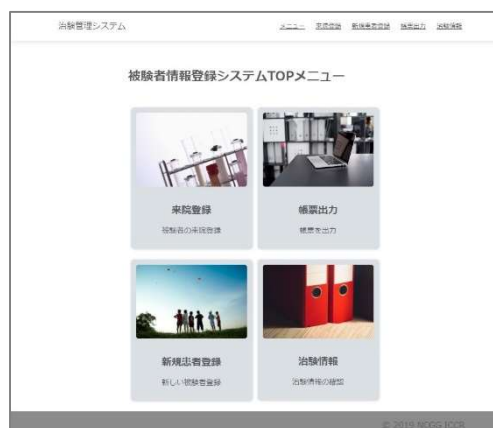 治験管理システム
メニュー 来院登録 新規患者登録 帳票出力 治験情報
被験者情報登録システムTOPメニュー
来院登録 帳票出力
被験者の来院登録 帳票を出力
新規患者登録 治験情報
新しい被験者登録 治験情報の確認
© 2019 NCGG ICCR